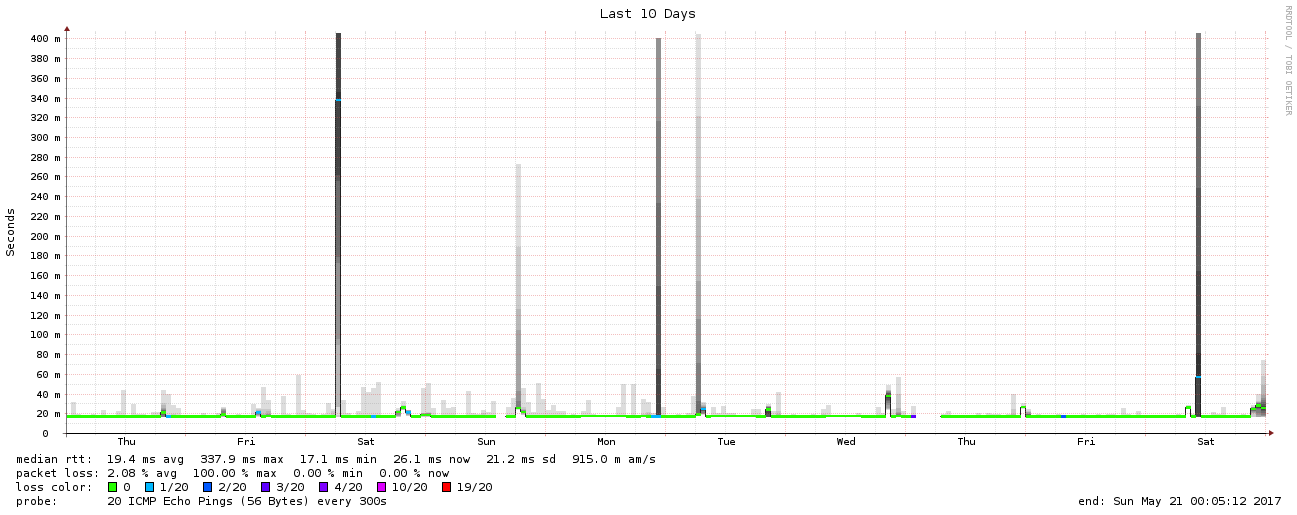 Last 10 Days
RRDTOOL / TOBI OETIKER
Seconds
400 m
380 m
360 m
340 m
320 m
300 m
280 m
260 m
240 m
220 m
200 m
180 m
160 m
140 m
120 m
100 m
80 m
60 m
40 m
20 m
0
Thu Fri Sat Sun Mon Tue Wed Thu Fri Sat
median rtt: 19.4 ms avg 337.9 ms max 17.1 ms min 26.1 ms now 21.2 ms sd 915.0 m am/s
packet loss: 2.08 % avg 100.00 % max 0.00 % min 0.00 % now
loss color: 0 1/20 2/20 3/20 4/20 10/20 19/20
probe: 20 ICMP Echo Pings (56 Bytes) every 300s end: Sun May 21 00:05:12 2017